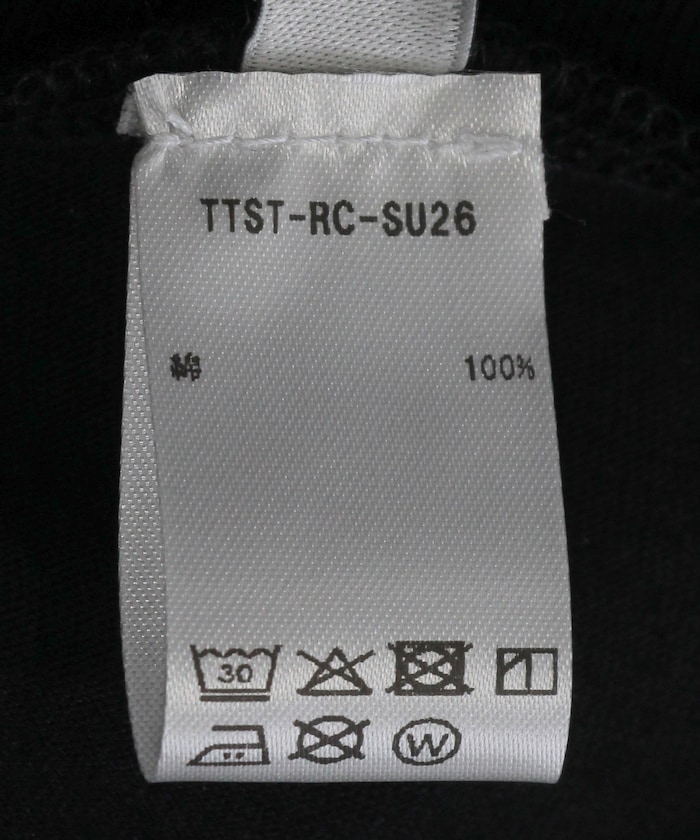 TTST-RC-SU26
綿 100%
30
W